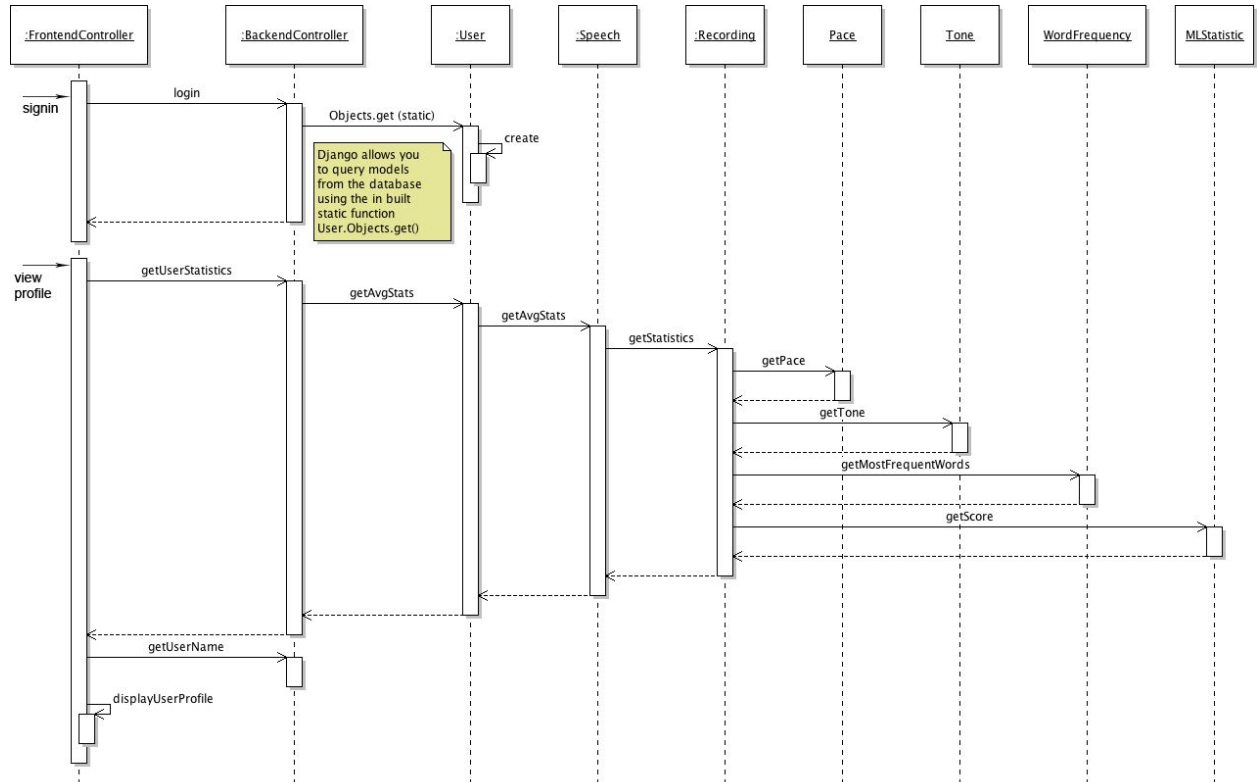 :FrontendController
:BackendController
:User
:Speech
:Recording
Pace
Tone
WordFrequency
MLStatistic
signin
login
Objects.get (static)
create
Django allows you
to query models
from the database
using the in built
static function
User.Objects.get()
view
profile
getUserStatistics
getAvgStats
getAvgStats
getStatistics
getPace
getTone
getMostFrequentWords
getScore
getUserName
displayUserProfile